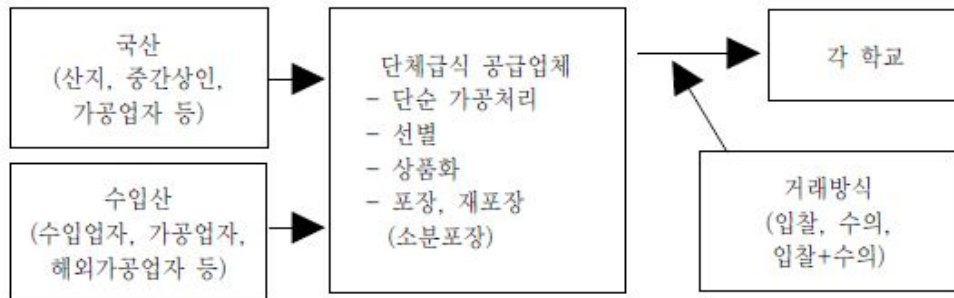 국산
(산지, 중간상인,
가공업자 등)
수입산
(수입업자, 가공업자,
해외가공업자 등)
단체급식 공급업체
- 단순 가공처리
- 선별
- 상품화
- 포장, 재포장
(소분포장)
각 학교
거래방식
(입찰, 수의,
입찰+수의)